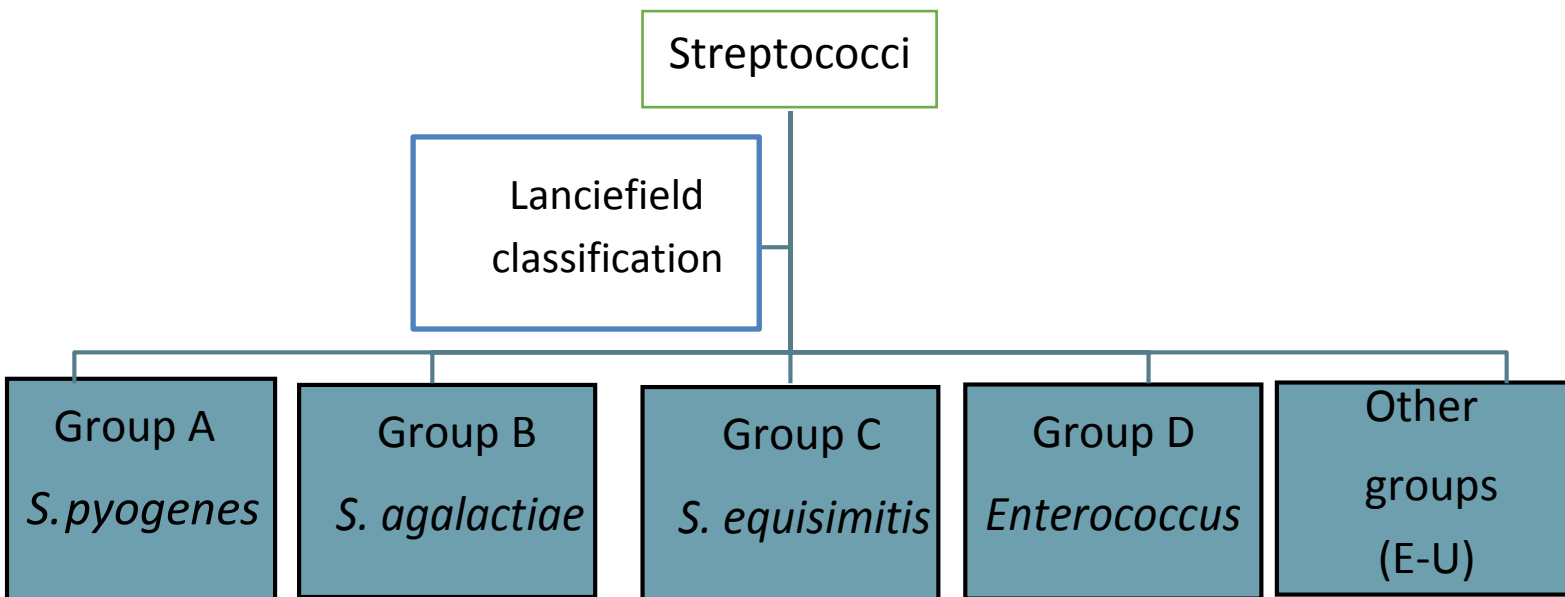 Streptococci
Lanciefield
classification
Group A
S.pyogenes
Group B
S. agalactiae
Group C
S. equisimitis
Group D
Enterococcus
Other
groups
(E-U)